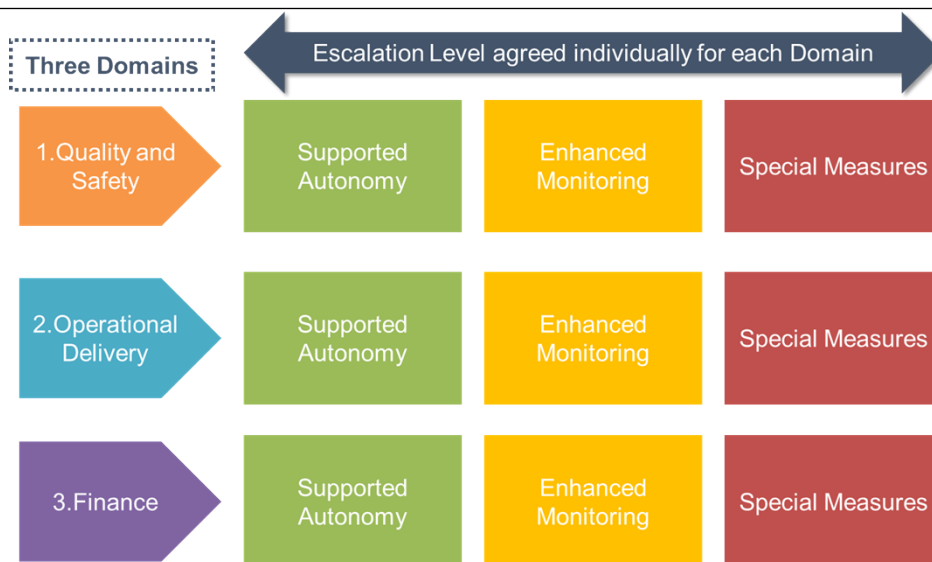 Three Domains
Escalation Level agreed individually for each Domain
1.Quality and
Safety
Supported
Autonomy
Enhanced
Monitoring
Special Measures
2.Operational
Delivery
Supported
Autonomy
Enhanced
Monitoring
Special Measures
3.Finance
Supported
Autonomy
Enhanced
Monitoring
Special Measures